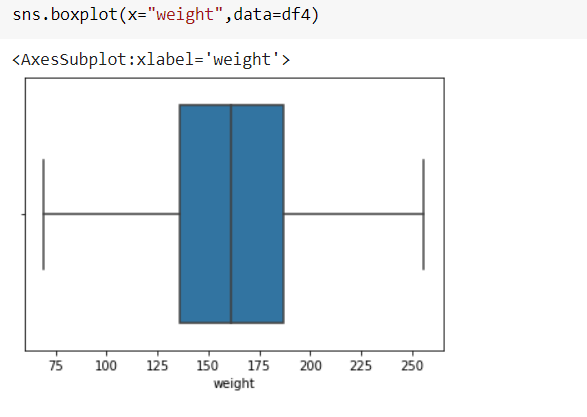 sns.boxplot(x="weight",data=df4)
<AxesSubplot:xlabel='weight'>
75 100 125 150 175 200 225 250
weight